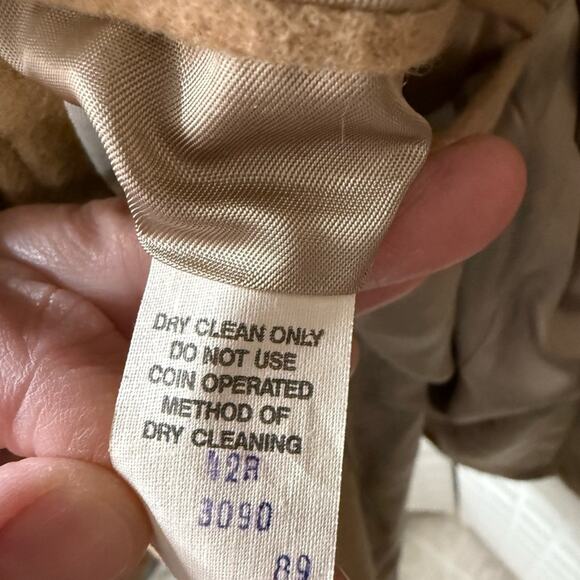 DRY CLEAN ONLY
DO NOT USE
COIN OPERATED
METHOD OF
DRY CLEANING
42R
3090
89